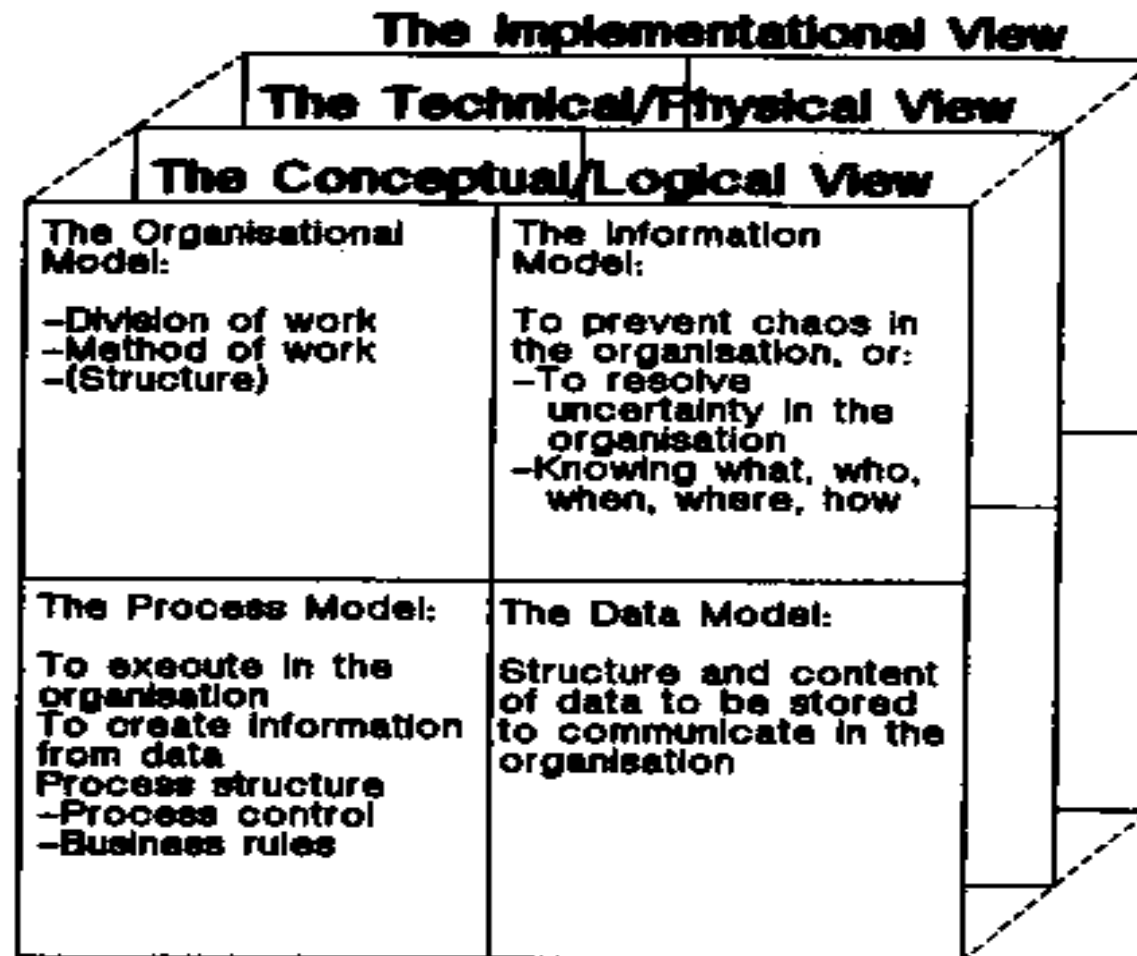 The Implementational View
The Technical/Physical View
The Conceptual/Logical View
The Organisational
Model:
-Division of work
-Method of work
-(Structure)
The Information
Model:
To prevent chaos in
the organisation, or:
-To resolve
uncertainty in the
organisation
-Knowing what, who,
when, where, how
The Process Model:
To execute in the
organisation
To create information
from data
Process structure
-Process control
-Business rules
The Data Model:
Structure and content
of data to be stored
to communicate in the
organisation